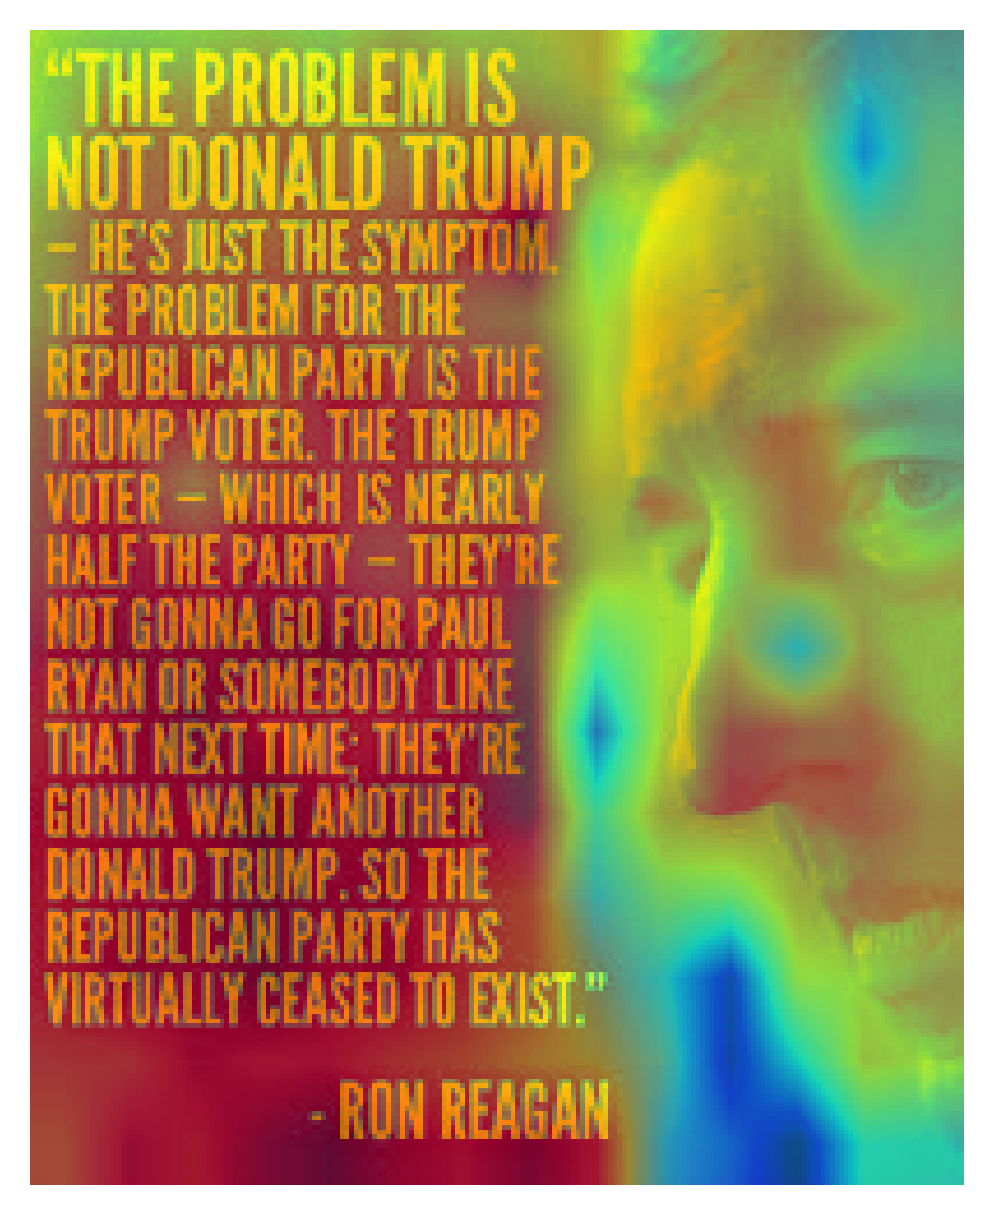 “THE PROBLEM IS
NOT DONALD TRUMP
– HE'S JUST THE SYMPTOM.
THE PROBLEM FOR THE
REPUBLICAN PARTY IS THE
TRUMP VOTER. THE TRUMP
VOTER – WHICH IS NEARLY
HALF THE PARTY – THEY'RE
NOT GONNA GO FOR PAUL
RYAN OR SOMEBODY LIKE
THAT NEXT TIME; THEY'RE
GONNA WANT ANOTHER
DONALD TRUMP. SO THE
REPUBLICAN PARTY HAS
VIRTUALLY CEASED TO EXIST.”
- RON REAGAN